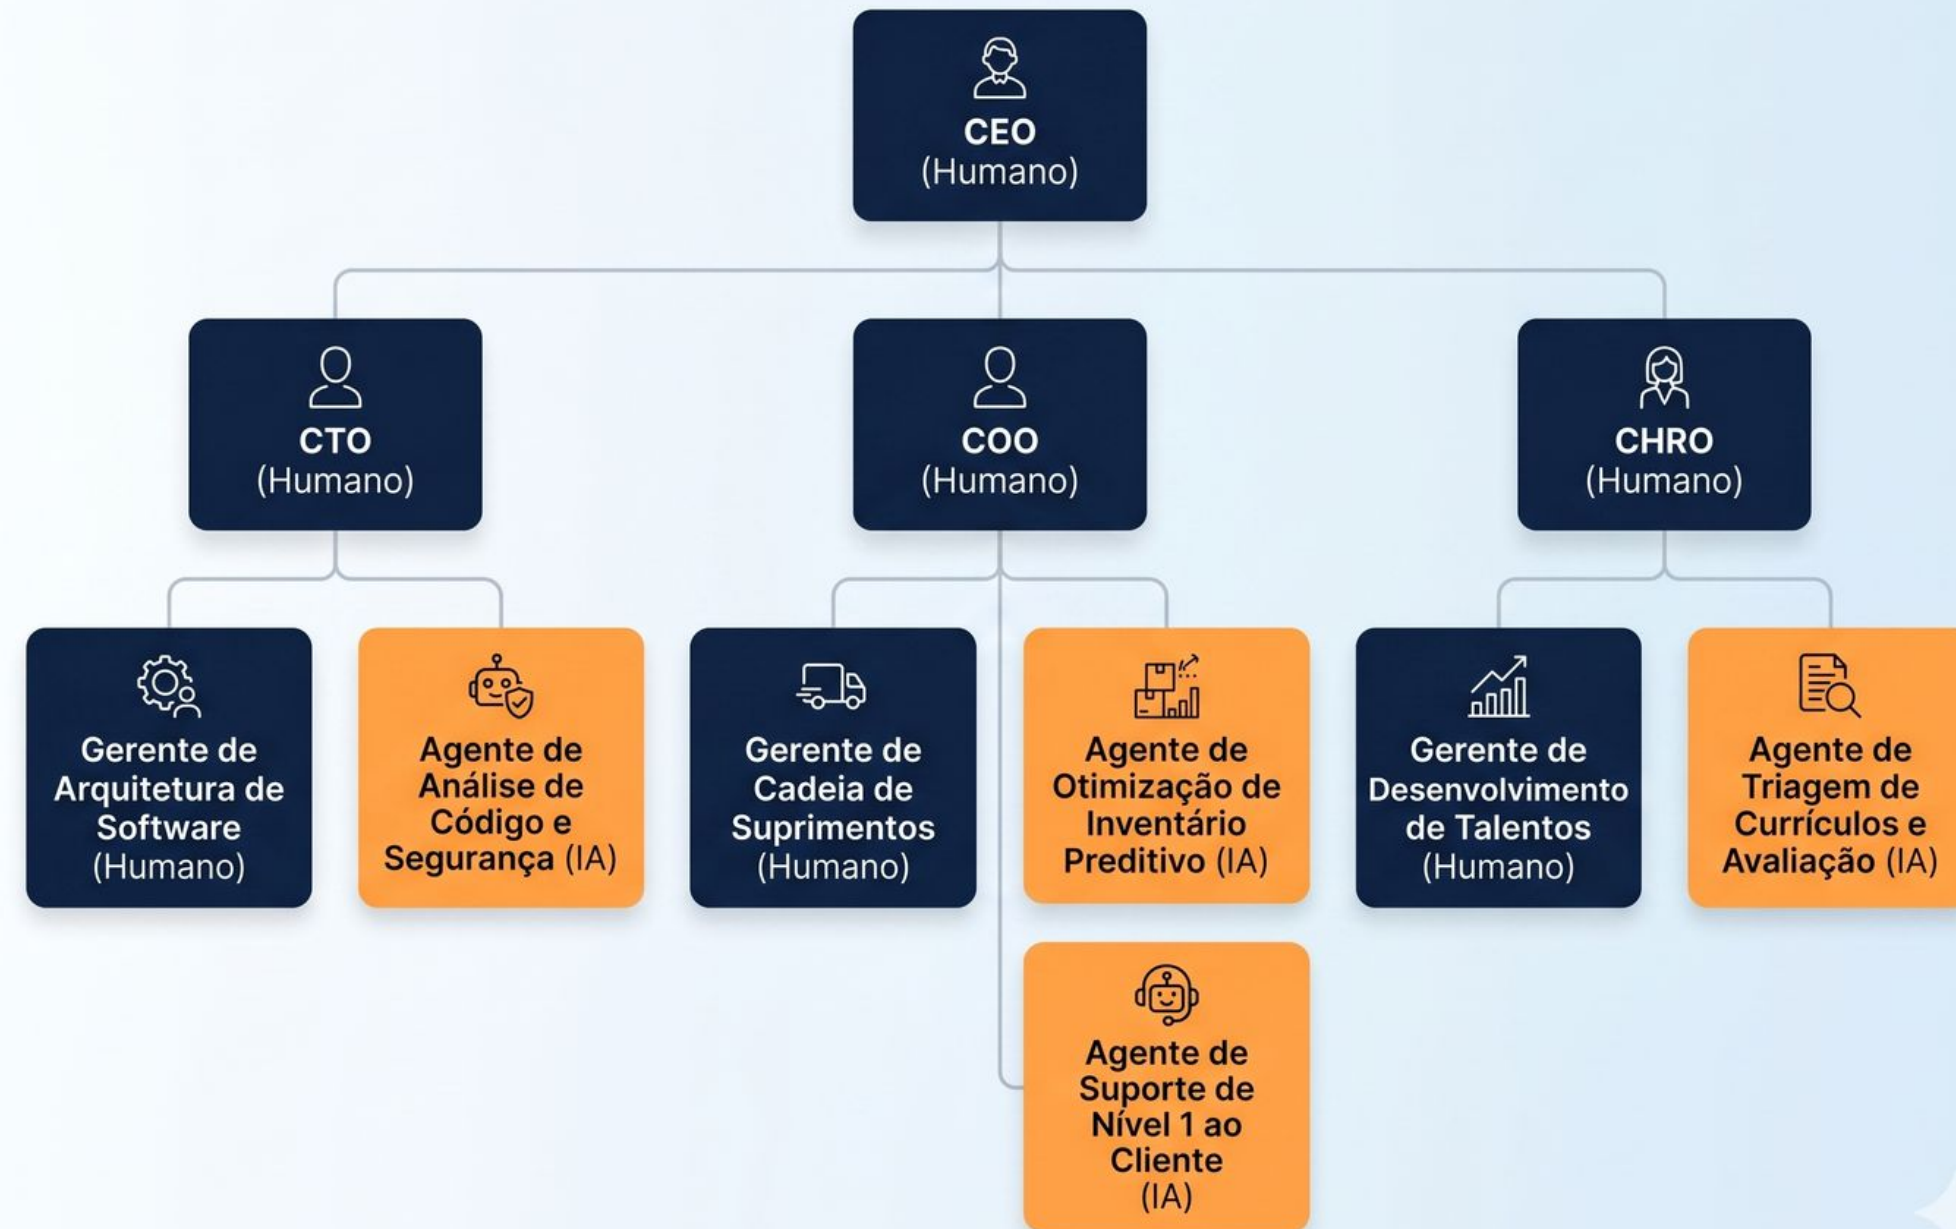 CEO
(Humano)
CTO
(Humano)
COO
(Humano)
CHRO
(Humano)
Gerente de
Arquitetura de
Software
(Humano)
Agente de
Análise de
Código e
Segurança (IA)
Gerente de
Cadeia de
Suprimentos
(Humano)
Agente de
Otimização de
Inventário
Preditivo (IA)
Gerente de
Desenvolvimento
de Talentos
(Humano)
Agente de
Triagem de
Currículos e
Avaliação (IA)
Agente de
Suporte de
Nível 1 ao
Cliente
(IA)